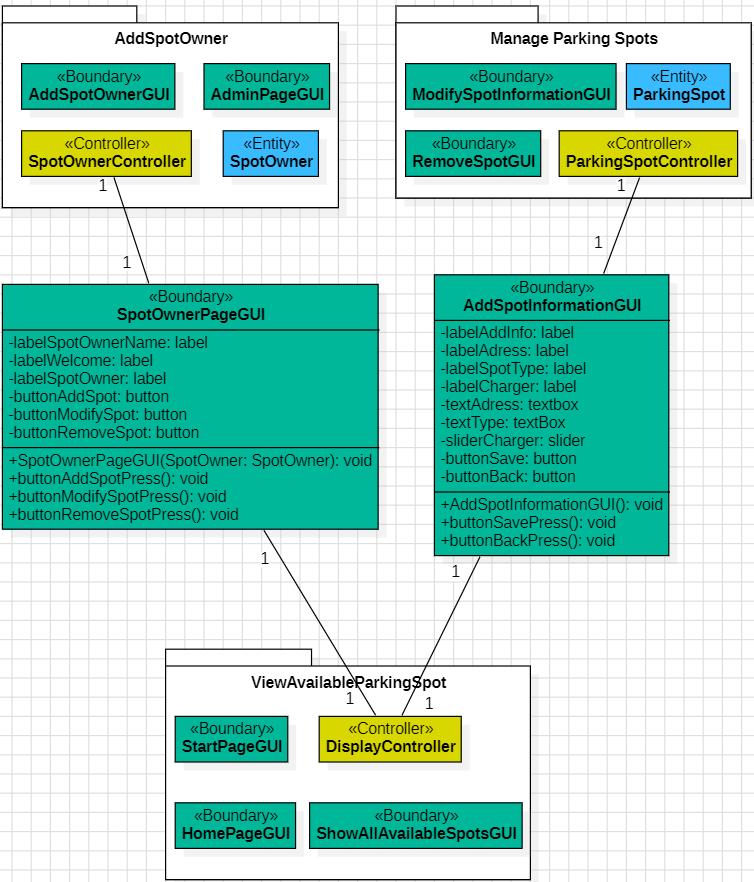 AddSpotOwner
«Boundary»
AddSpotOwnerGUI
«Boundary»
AdminPageGUI
«Controller»
SpotOwnerController
«Entity»
SpotOwner
Manage Parking Spots
«Boundary»
ModifySpotInformationGUI
«Entity»
ParkingSpot
«Boundary»
RemoveSpotGUI
«Controller»
ParkingSpotController
1
1
1
1
«Boundary»
SpotOwnerPageGUI
-labelSpotOwnerName: label
-labelWelcome: label
-labelSpotOwner: label
-buttonAddSpot: button
-buttonModifySpot: button
-buttonRemoveSpot: button
+SpotOwnerPageGUI(SpotOwner: SpotOwner): void
+buttonAddSpotPress(): void
+buttonModifySpotPress(): void
+buttonRemoveSpotPress(): void
«Boundary»
AddSpotInformationGUI
-labelAddInfo: label
-labelAdress: label
-labelSpotType: label
-labelCharger: label
-textAdress: textbox
-textType: textBox
-sliderCharger: slider
-buttonSave: button
-buttonBack: button
+AddSpotInformationGUI(): void
+buttonSavePress(): void
+buttonBackPress(): void
1
1
ViewAvailableParkingSpot
1
1
«Boundary»
StartPageGUI
«Controller»
DisplayController
«Boundary»
HomePageGUI
«Boundary»
ShowAllAvailableSpotsGUI